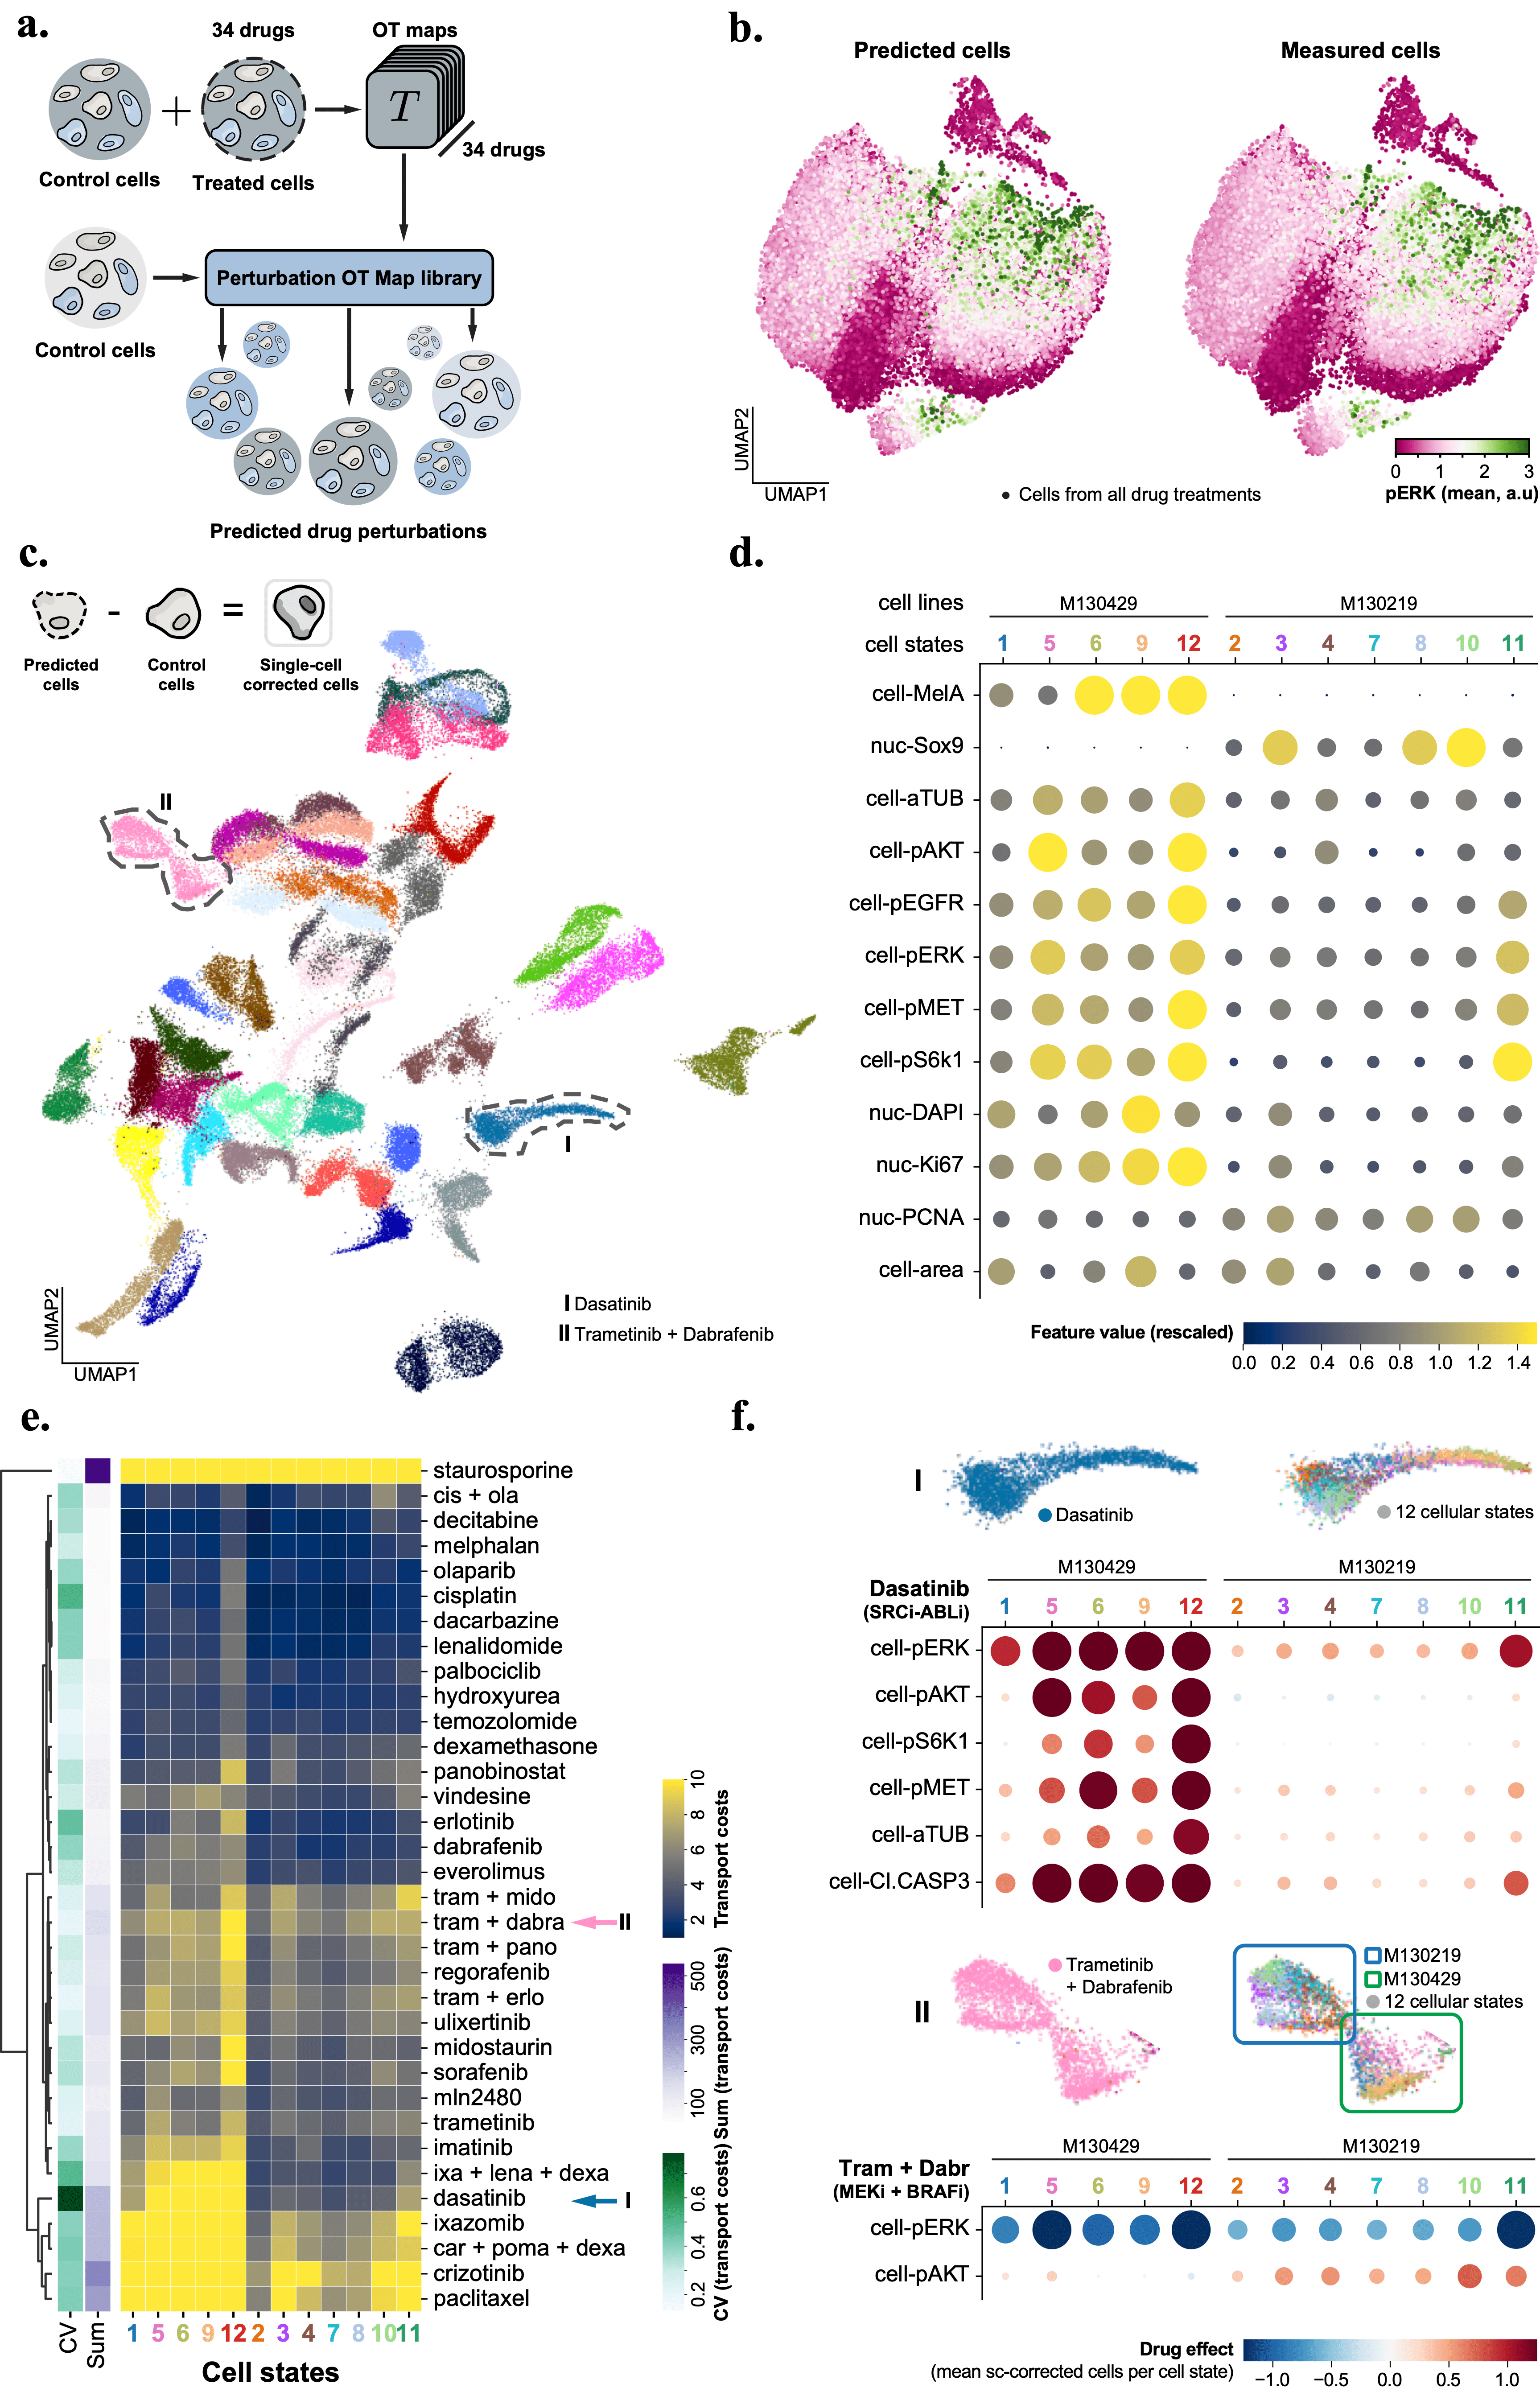 a.
34 drugs
OT maps
T
34 drugs
Control cells
Treated cells
Perturbation OT Map library
Control cells
Predicted drug perturbations
b.
Predicted cells
Measured cells
UMAP2
UMAP1
Cells from all drug treatments
0 1 2 3
pERK (mean, a.u)
c.
- =
Predicted
cells
Control
cells
Single-cell
corrected cells
II
I
I Dasatinib
II Trametinib + Dabrafenib
UMAP2
UMAP1
d.
cell lines
M130429
M130219
cell states
1 5 6 9 12 2 3 4 7 8 10 11
cell-MelA
nuc-Sox9
cell-aTUB
cell-pAKT
cell-pEGFR
cell-pERK
cell-pMET
cell-pS6k1
nuc-DAPI
nuc-Ki67
nuc-PCNA
cell-area
Feature value (rescaled)
0.0 0.2 0.4 0.6 0.8 1.0 1.2 1.4
e.
staurosporine
cis + ola
decitabine
melphalan
olaparib
cisplatin
dacarbazine
lenalidomide
palbociclib
hydroxyurea
temozolomide
dexamethasone
panobinostat
vindesine
erlotinib
dabrafenib
everolimus
tram + mido
tram + dabra
II
tram + pano
regorafenib
tram + erlo
ulixertinib
midostaurin
sorafenib
mln2480
trametinib
imatinib
ixa + lena + dexa
dasatinib
I
ixazomib
car + poma + dexa
crizotinib
paclitaxel
CV
Sum
1 5 6 9 12 2 3 4 7 8 10 11
Cell states
10
8
6
4
2
Transport costs
500
300
100
Sum (transport costs)
0.6
0.4
0.2
CV (transport costs)
f.
I
Dasatinib
12 cellular states
M130429
M130219
Dasatinib
(SRCi-ABLi)
1 5 6 9 12 2 3 4 7 8 10 11
cell-pERK
cell-pAKT
cell-pS6K1
cell-pMET
cell-aTUB
cell-Cl.CASP3
II
Trametinib
+ Dabrafenib
M130219
M130429
12 cellular states
M130429
M130219
Tram + Dabr
(MEKi + BRAFi)
1 5 6 9 12 2 3 4 7 8 10 11
cell-pERK
cell-pAKT
Drug effect
(mean sc-corrected cells per cell state)
−1.0 −0.5 0.0 0.5 1.0